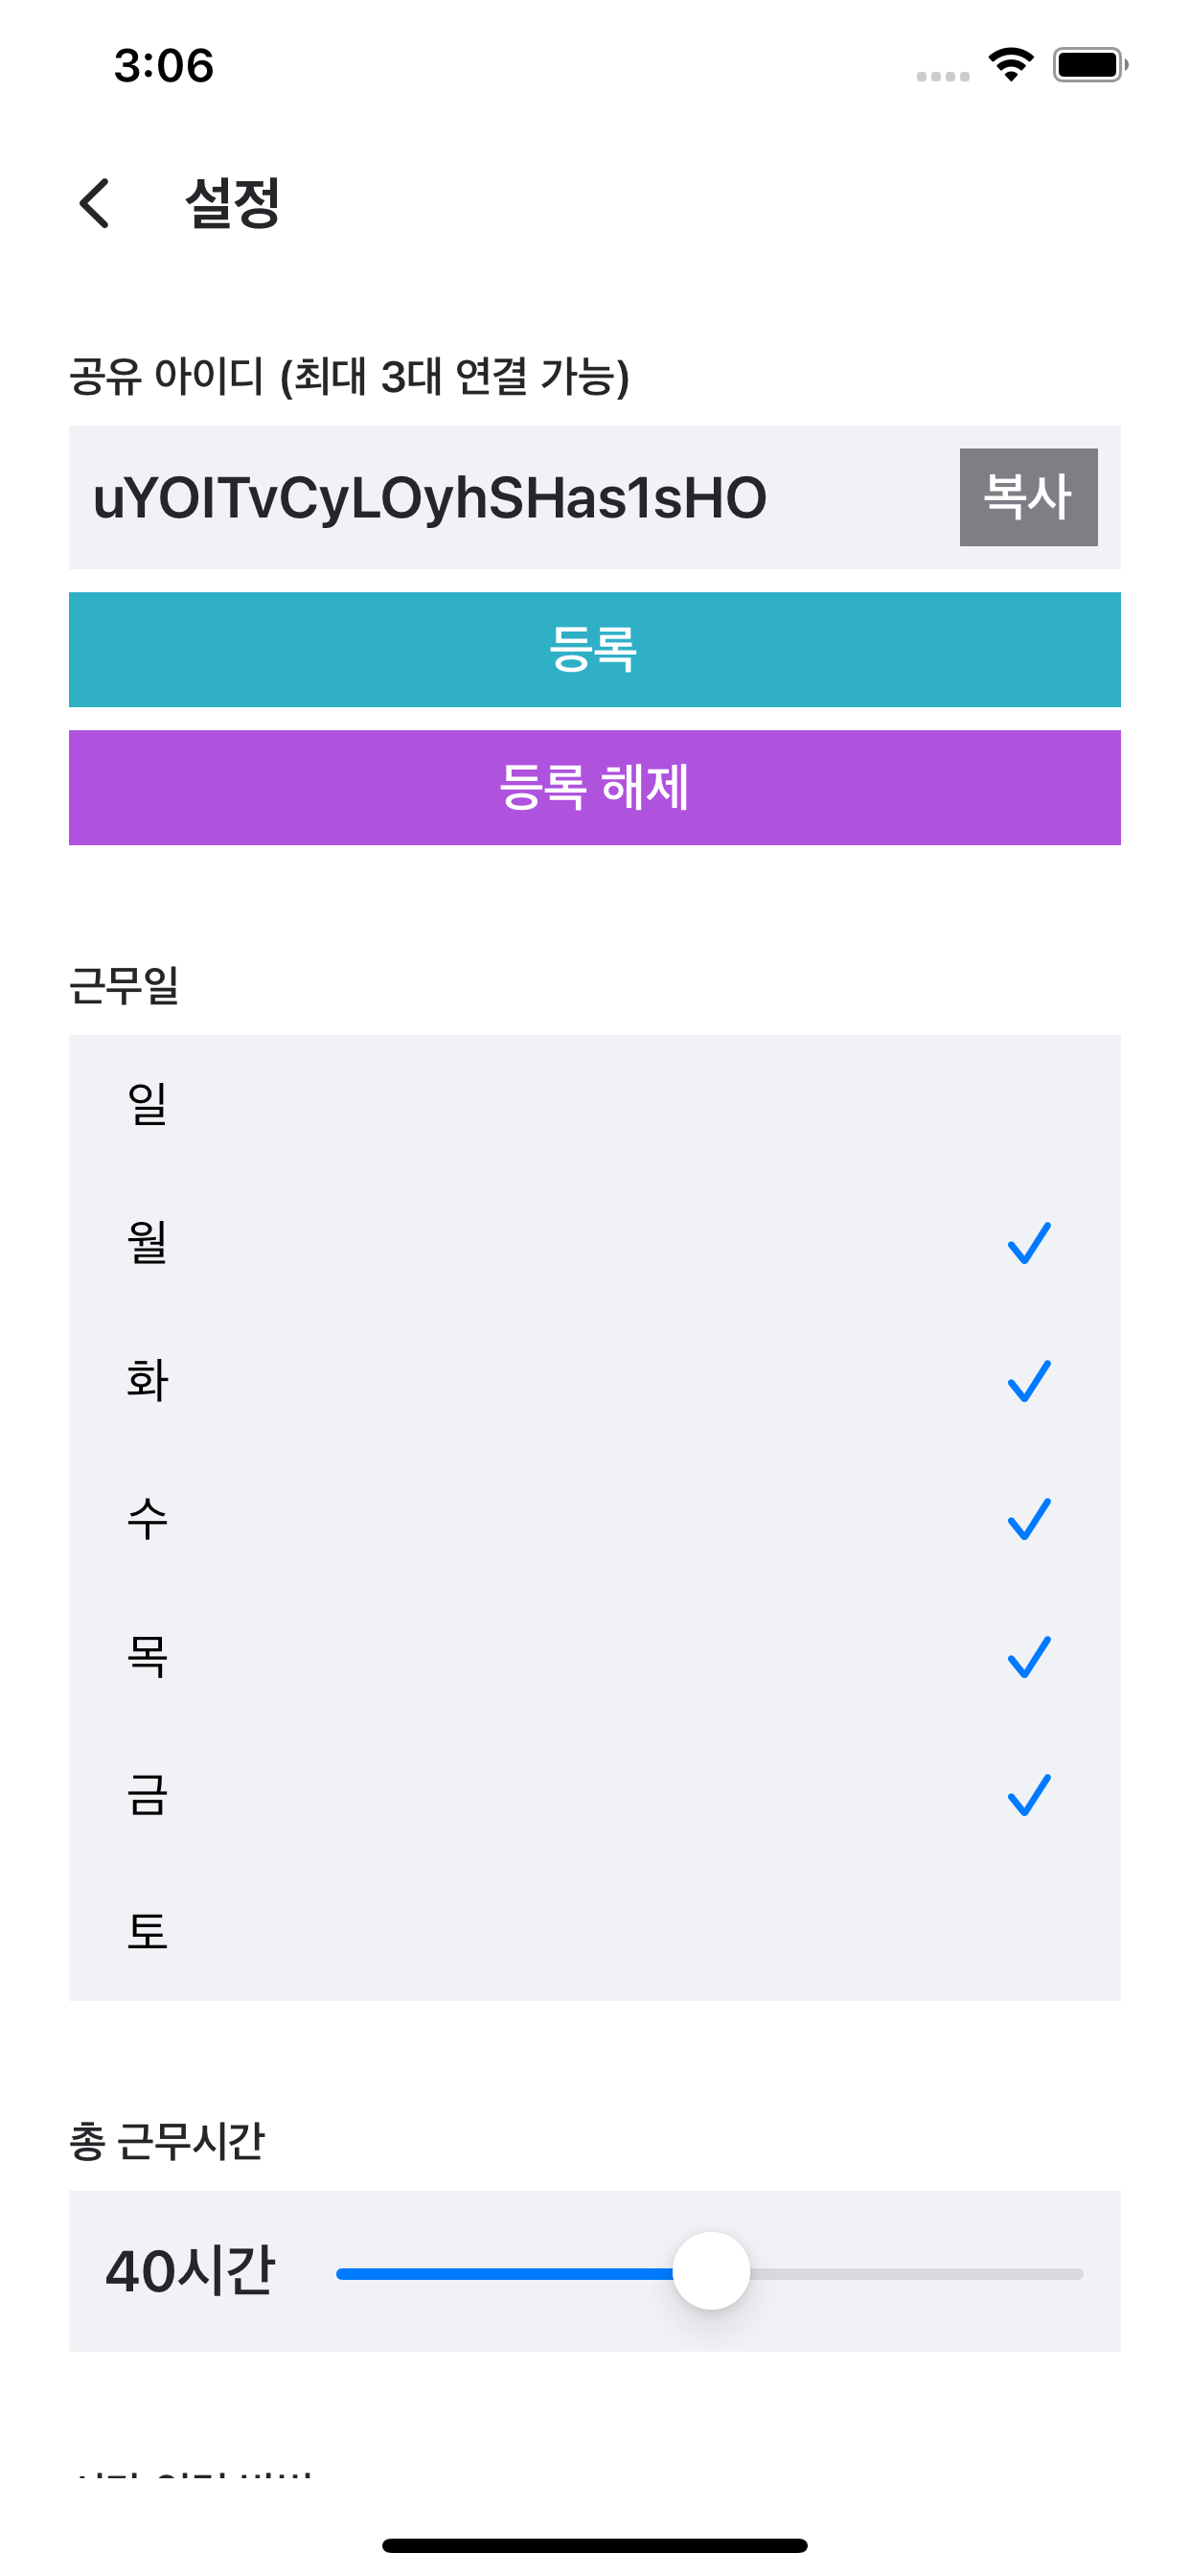 3:06
설정
공유 아이디 (최대 3대 연결 가능)
uYOITvCyLOyhSHas1sHO
복사
등록
등록 해제
근무일
일
월
화
수
목
금
토
총 근무시간
40시간